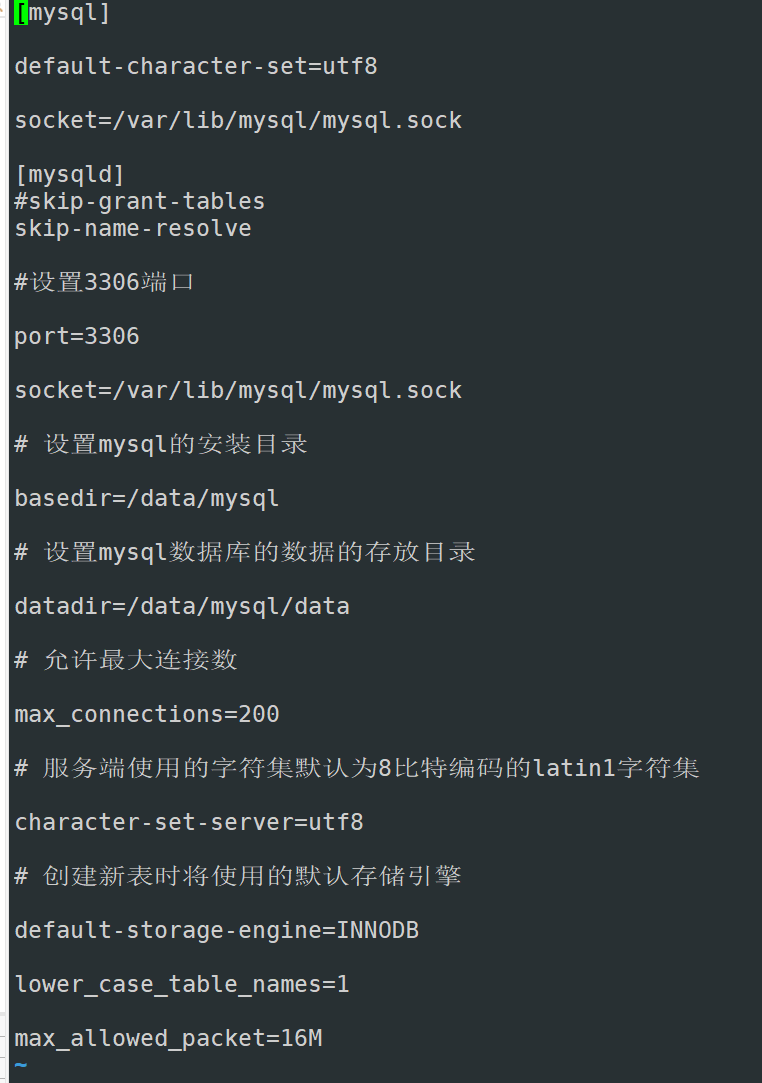 [mysql]
default-character-set=utf8
socket=/var/lib/mysql/mysql.sock
[mysqld]
#skip-grant-tables
skip-name-resolve
#设置3306端口
port=3306
socket=/var/lib/mysql/mysql.sock
# 设置mysql的安装目录
basedir=/data/mysql
# 设置mysql数据库的数据的存放目录
datadir=/data/mysql/data
# 允许最大连接数
max_connections=200
# 服务端使用的字符集默认为8比特编码的latin1字符集
character-set-server=utf8
# 创建新表时将使用的默认存储引擎
default-storage-engine=INNODB
lower_case_table_names=1
max_allowed_packet=16M
~